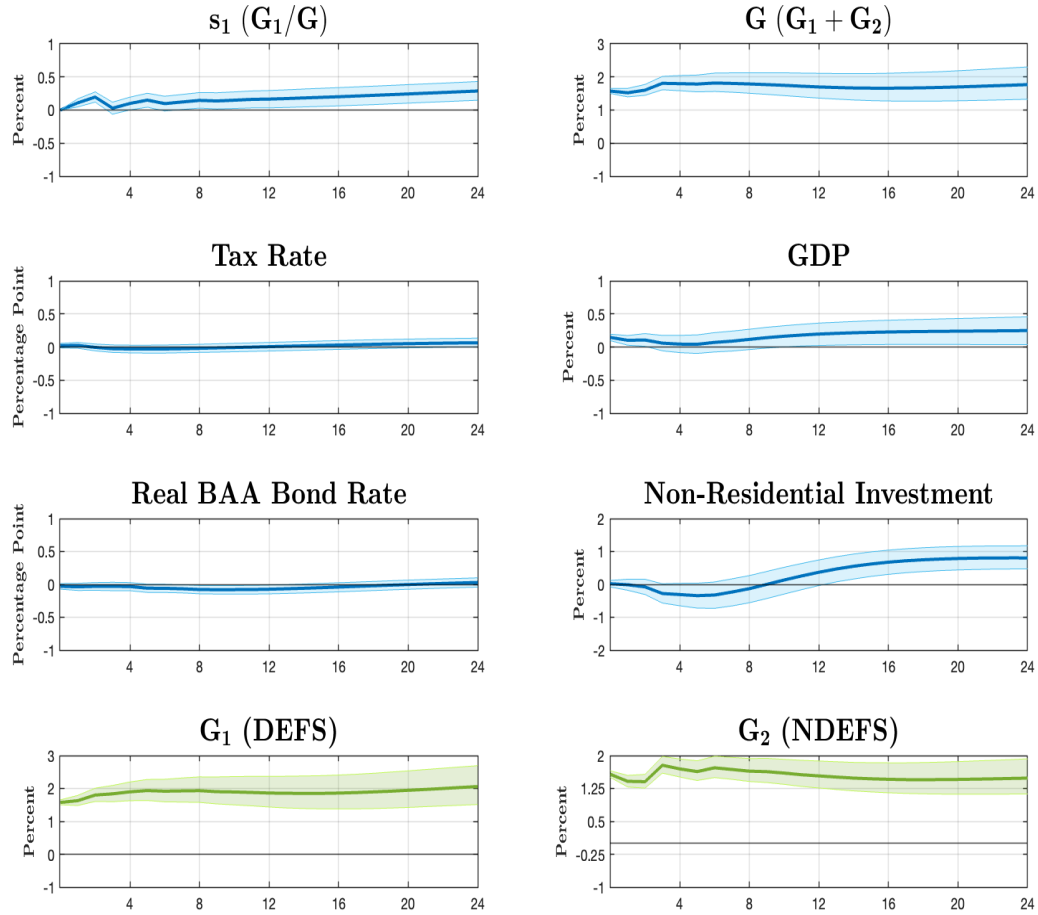 s₁ (G₁/G)
Percent
1
0.5
0
-0.5
-1
4 8 12 16 20 24
G (G₁ + G₂)
Percent
3
2
1
0
-1
4 8 12 16 20 24
Tax Rate
Percentage Point
1
0.5
0
-0.5
-1
4 8 12 16 20 24
GDP
Percent
1
0.5
0
-0.5
-1
4 8 12 16 20 24
Real BAA Bond Rate
Percentage Point
1
0.5
0
-0.5
-1
4 8 12 16 20 24
Non-Residential Investment
Percent
2
1
0
-1
-2
4 8 12 16 20 24
G₁ (DEFS)
Percent
3
2
1
0
-1
4 8 12 16 20 24
G₂ (NDEFS)
Percent
2
1.25
0.5
-0.25
-1
4 8 12 16 20 24